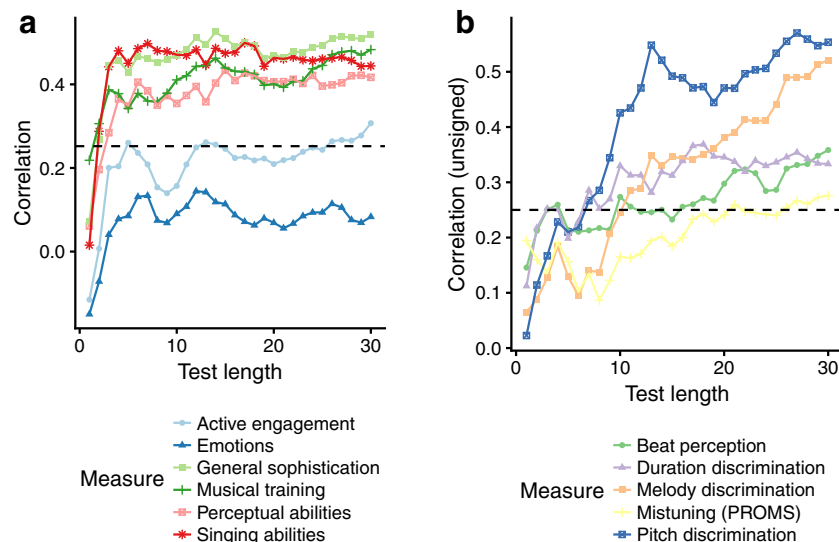 a
b
Correlation
0.4
0.2
0.0
0 10 20 30
Test length
Correlation (unsigned)
0.5
0.4
0.3
0.2
0.1
0.0
0 10 20 30
Test length
Measure
Active engagement
Emotions
General sophistication
Musical training
Perceptual abilities
Singing abilities
Measure
Beat perception
Duration discrimination
Melody discrimination
Mistuning (PROMS)
Pitch discrimination